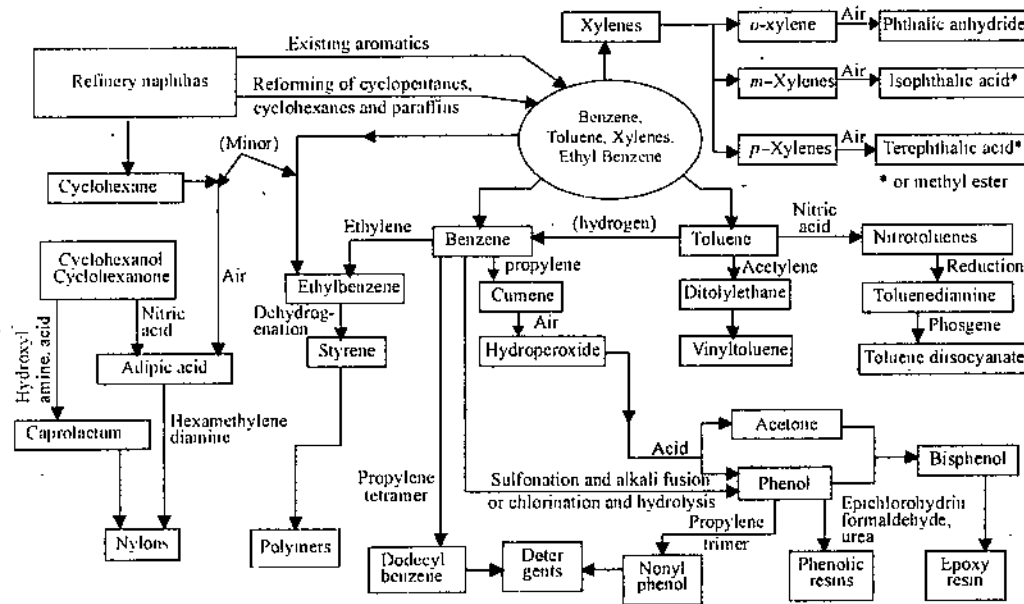 Xylenes
o-xylene
Air
Phthalic anhydride
Existing aromatics
Refinery naphthas
Reforming of cyclopentanes,
cyclohexanes and paraffins
m-Xylenes
Air
Isophthalic acid*
Benzene,
Toluene, Xylenes,
Ethyl Benzene
(Minor)
p-Xylenes
Air
Terephthalic acid*
* or methyl ester
Cyclohexane
Ethylene
Benzene
(hydrogen)
Toluene
Nitric
acid
Nitrotoluenes
Cyclohexanol
Cyclohexanone
Air
Ethylbenzene
propylene
Acetylene
Reduction
Cumene
Ditolylethane
Toluenediamine
Nitric
acid
Dehydrog-
enation
Air
Phosgene
Hydroxyl
amine, acid
Adipic acid
Styrene
Hydroperoxide
Vinyltoluene
Toluene diisocyanate
Caprolactum
Hexamethylene
diamine
Acetone
Acid
Bisphenol
Propylene
tetramer
Sulfonation and alkali fusion
or chlorination and hydrolysis
Phenol
Epichlorohydrin
formaldehyde,
urea
Propylene
trimer
Nylons
Polymers
Dodecyl
benzene
Deter
gents
Nonyl
phenol
Phenolic
resins
Epoxy
resin